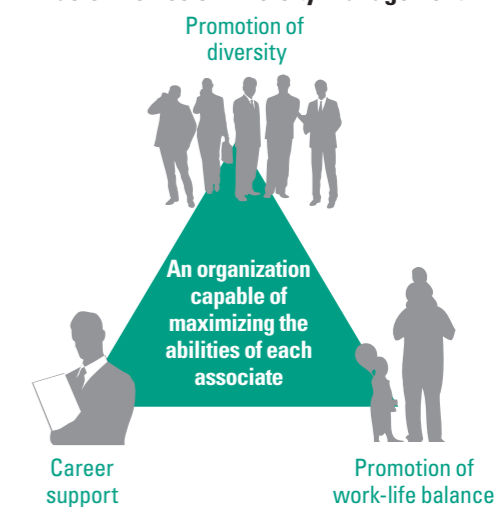 Promotion of
diversity
An organization
capable of
maximizing the
abilities of each
associate
Career
support
Promotion of
work-life balance